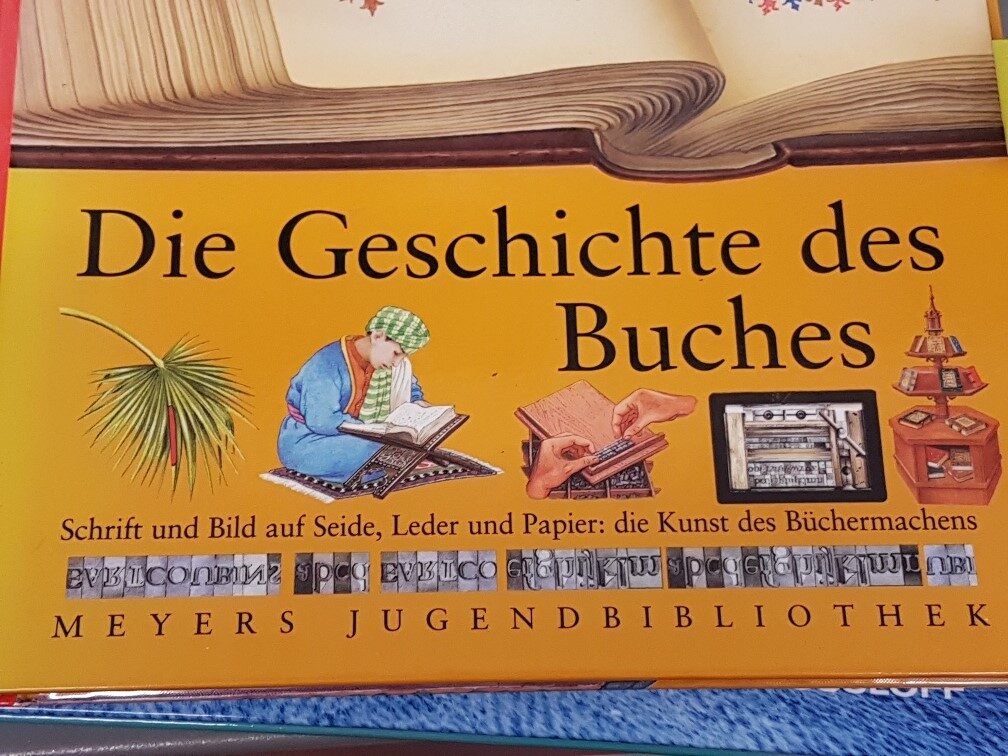 Die Geschichte des
Buches
Schrift und Bild auf Seide, Leder und Papier: die Kunst des Büchermachens
MEYERS JUGENDBIBLIOTHEK